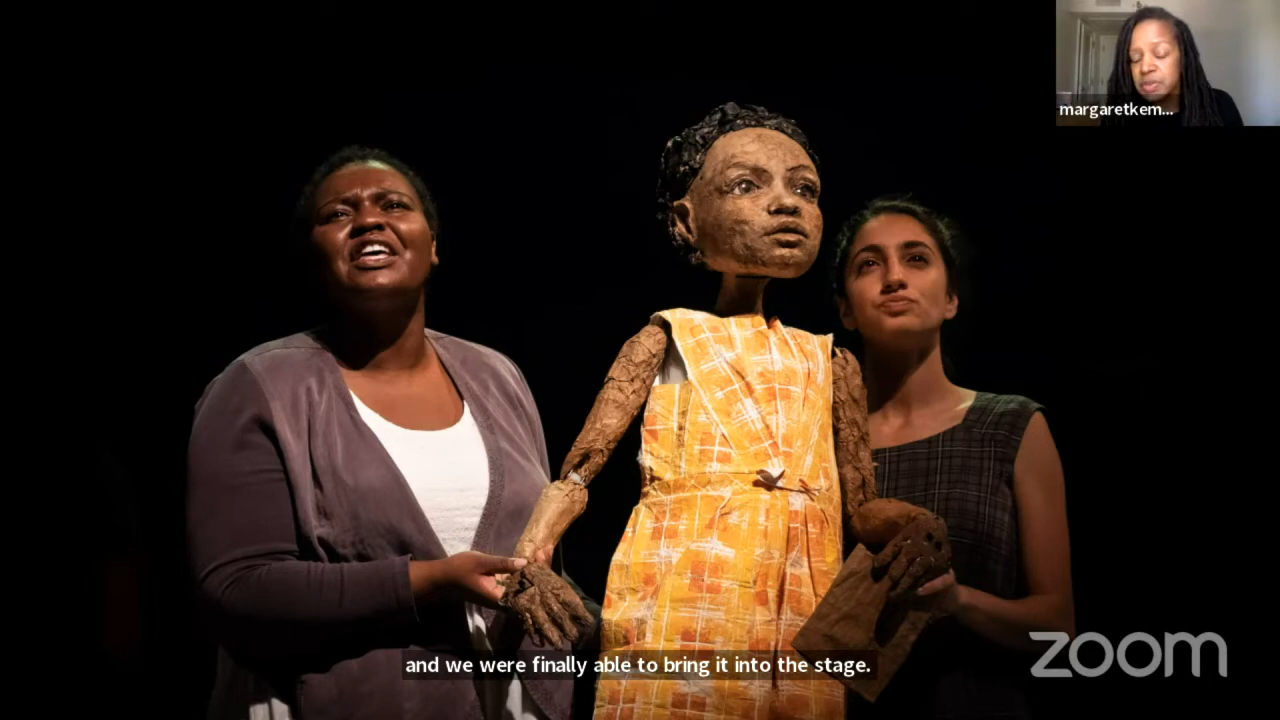 margaretkem...
and we were finally able to bring it into the stage.
zoom